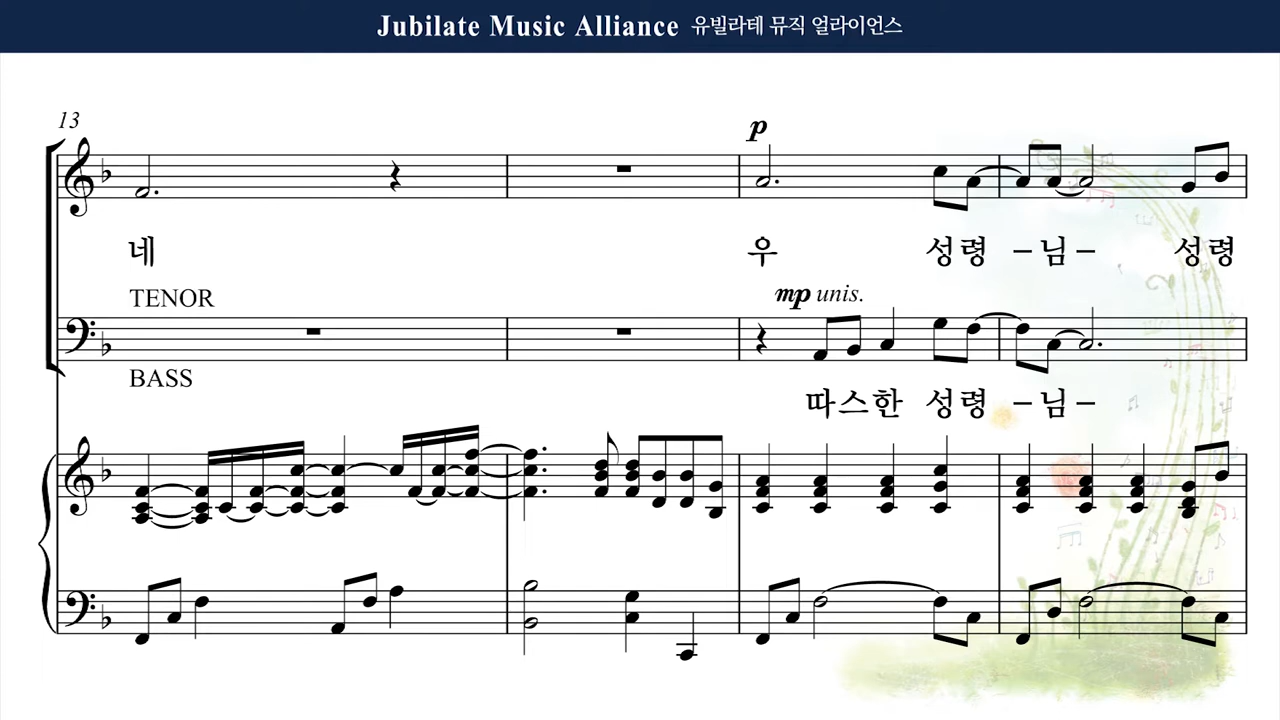 Jubilate Music Alliance 유빌라테 뮤직 얼라이언스
13
p
네 우 성령 – 님 – 성령
TENOR
mp unis.
BASS
따스한 성령 – 님 –